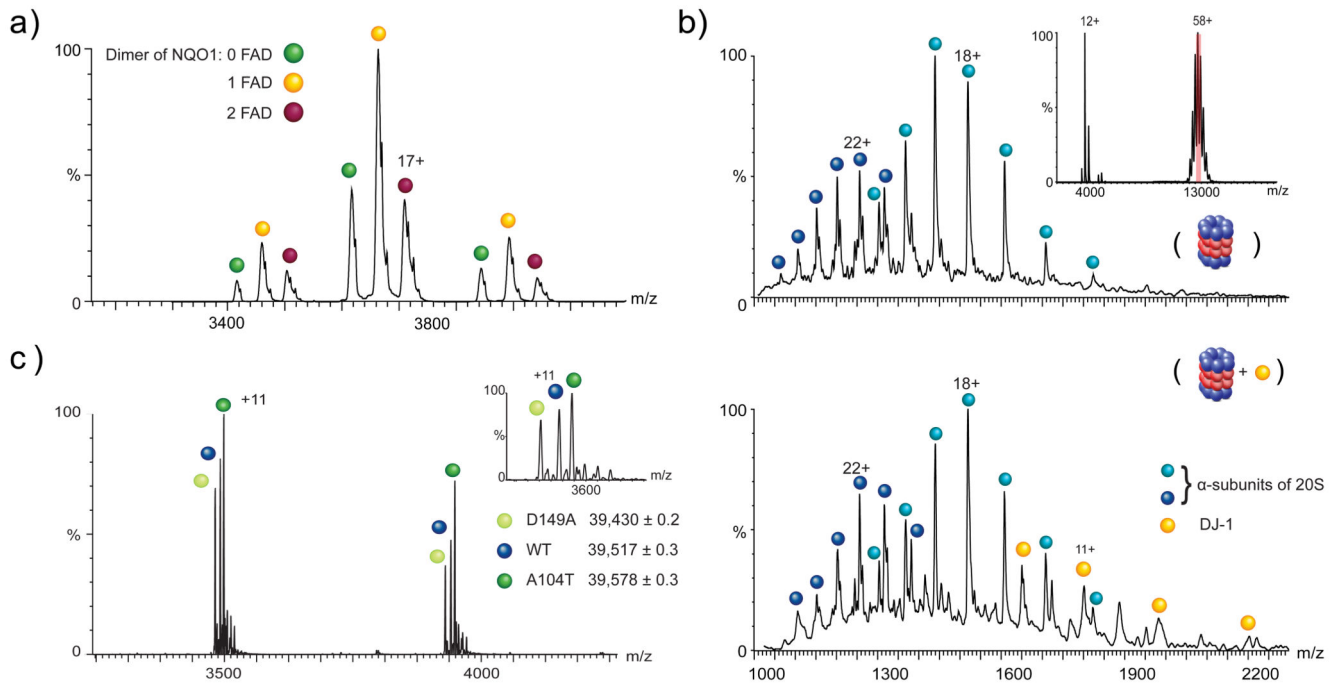 a)
100
%
0
Dimer of NQO1: 0 FAD
1 FAD
2 FAD
17+
m/z
3400 3800
b)
100
%
0
22+
18+
m/z
100
%
0
12+
58+
4000 13000
m/z
( )
c)
100
%
0
+11
3500 4000
m/z
100
%
0
+11
3600
m/z
D149A 39,430 ± 0.2
WT 39,517 ± 0.3
A104T 39,578 ± 0.3
( + )
100
%
0
22+
18+
11+
} α-subunits of 20S
DJ-1
1000 1300 1600 1900 2200
m/z